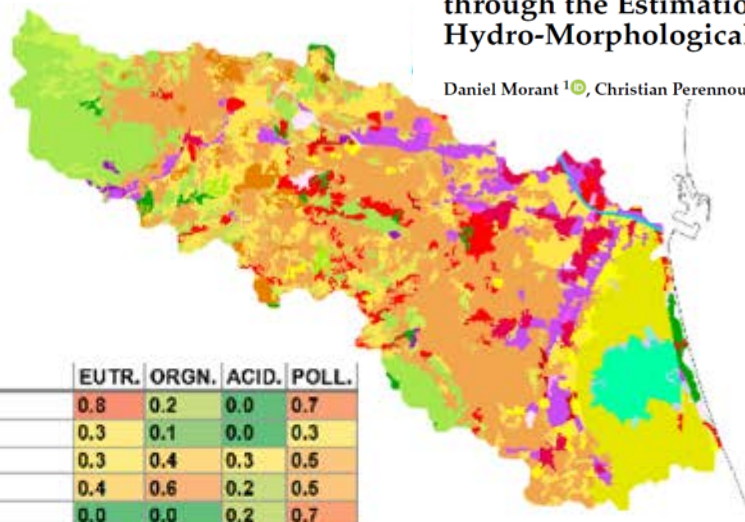 through the Estimatio
Hydro-Morphological
Daniel Morant 1, Christian Perennou
EUTR. ORGN. ACID. POLL.
0.8 0.2 0.0 0.7
0.3 0.1 0.0 0.3
0.3 0.4 0.3 0.5
0.4 0.6 0.2 0.5
0.0 0.0 0.2 0.7